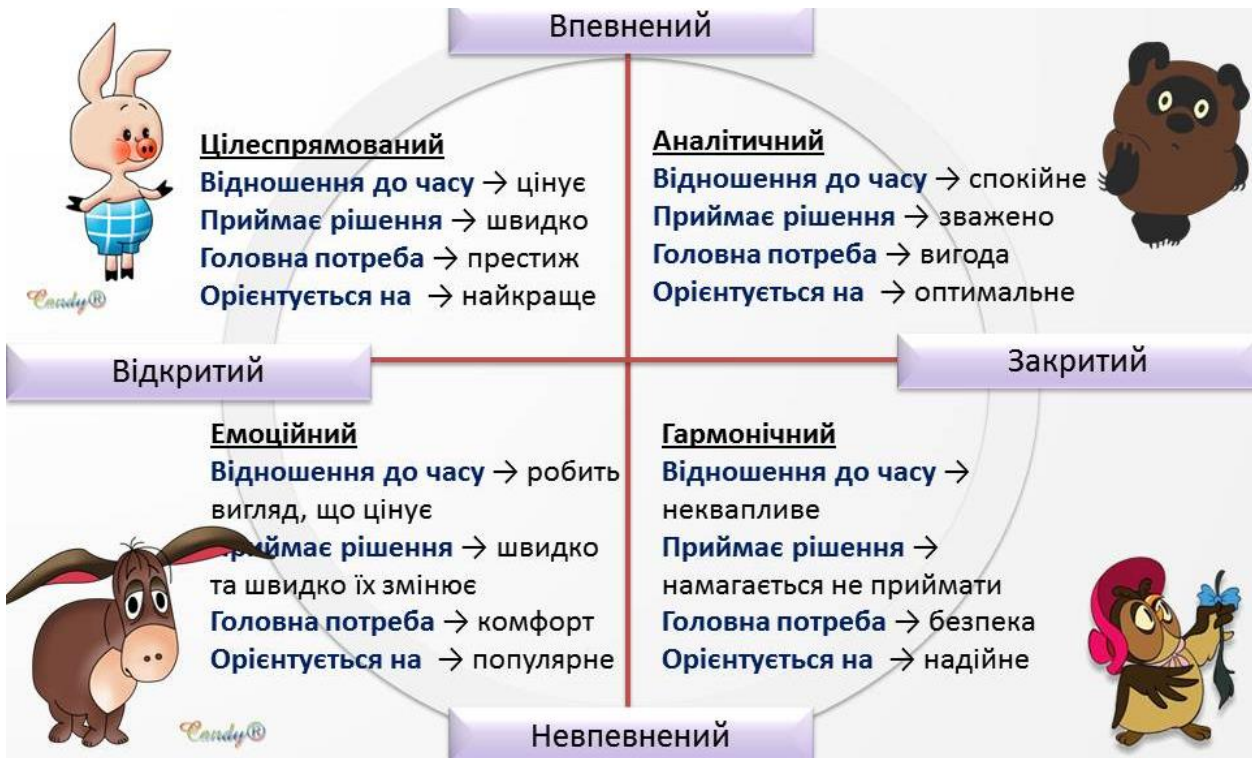 Впевнений
Цілеспрямований
Відношення до часу → цінує
Приймає рішення → швидко
Головна потреба → престиж
Орієнтується на → найкраще
Candy®
Аналітичний
Відношення до часу → спокійне
Приймає рішення → зважено
Головна потреба → вигода
Орієнтується на → оптимальне
Відкритий
Закритий
Емоційний
Відношення до часу → робить
вигляд, що цінує
Приймає рішення → швидко
та швидко їх змінює
Головна потреба → комфорт
Орієнтується на → популярне
Candy®
Гармонічний
Відношення до часу →
неквапливе
Приймає рішення →
намагається не приймати
Головна потреба → безпека
Орієнтується на → надійне
Невпевнений